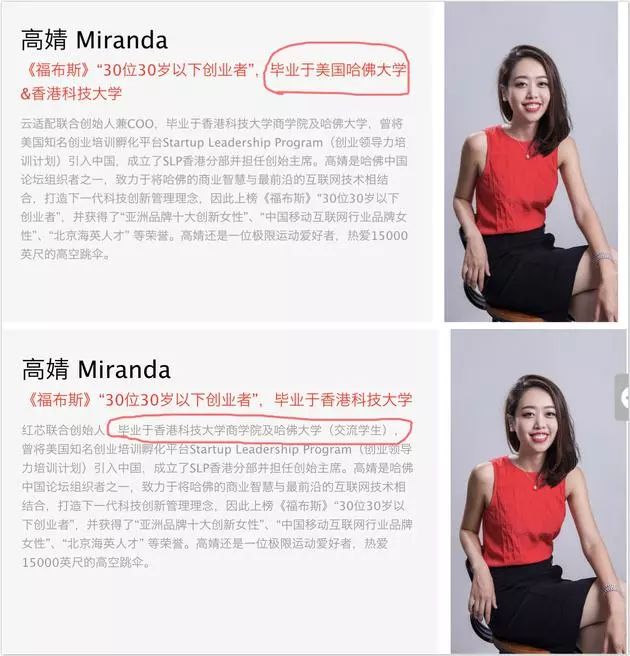 高婧 Miranda
《福布斯》“30位30岁以下创业者”，毕业于美国哈佛大学
&香港科技大学
云适配联合创始人兼COO，毕业于香港科技大学商学院及哈佛大学，曾将
美国知名创业培训孵化平台Startup Leadership Program（创业领导力培
训计划）引入中国，成立了SLP香港分部并担任创始主席。高婧是哈佛中国
论坛组织者之一，致力于将哈佛的商业智慧与最前沿的互联网技术相结
合，打造下一代科技创新管理理念，因此上榜《福布斯》“30位30岁以下
创业者”，并获得了“亚洲品牌十大创新女性”、“中国移动互联网行业品牌女
性”、“北京海英人才” 等荣誉。高婧还是一位极限运动爱好者，热爱15000
英尺的高空跳伞。
高婧 Miranda
《福布斯》“30位30岁以下创业者”，毕业于香港科技大学
红芯联合创始人 毕业于香港科技大学商学院及哈佛大学（交流学生），
曾将美国知名创业培训孵化平台Startup Leadership Program（创业领导
力培训计划）引入中国，成立了SLP香港分部并担任创始主席。高婧是哈佛
中国论坛组织者之一，致力于将哈佛的商业智慧与最前沿的互联网技术相
结合，打造下一代科技创新管理理念，因此上榜《福布斯》“30位30岁以
下创业者”，并获得了“亚洲品牌十大创新女性”、“中国移动互联网行业品牌
女性”、“北京海英人才” 等荣誉。高婧还是一位极限运动爱好者，热爱
15000英尺的高空跳伞。